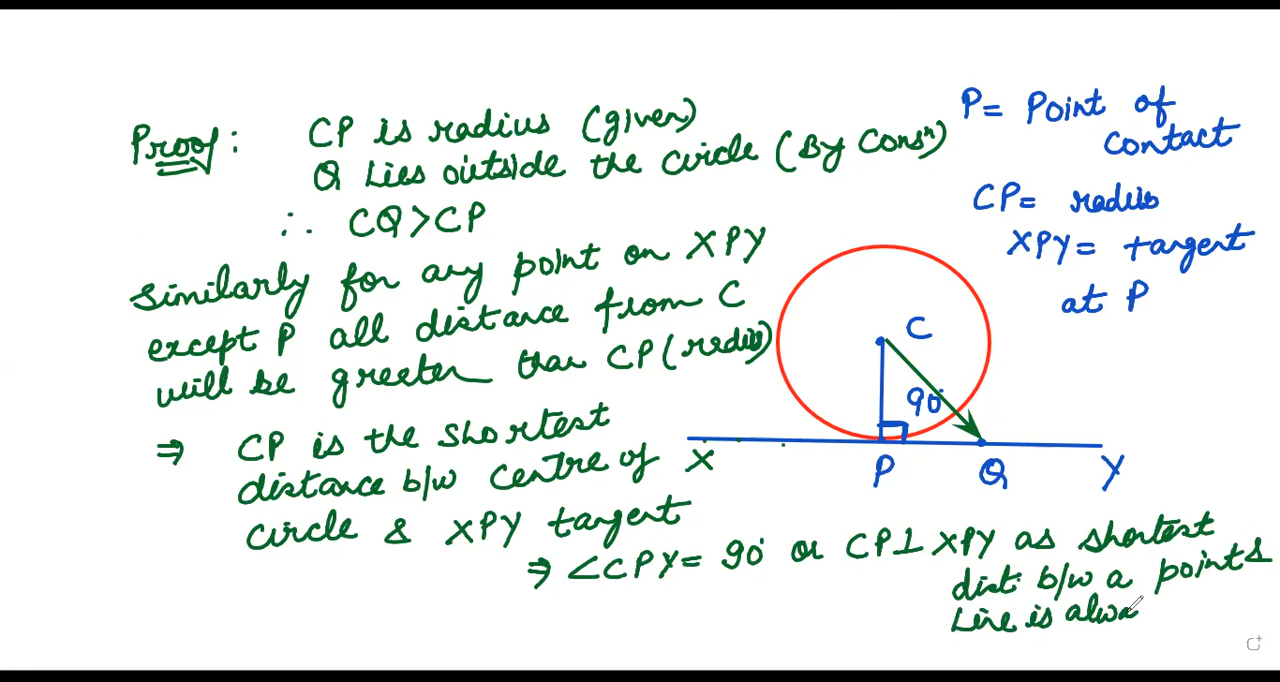 Proof: CP is radius (given)
Q Lies outside the circle (By Consⁿ)
∴ CQ > CP
Similarly for any point on XPY
except P all distance from C
will be greeter than CP (radius)
⇒ CP is the shortest
distance b/w centre of
circle & XPY tangent
⇒ ∠CPY = 90° or CP⊥XPY as shortest
dist. b/w a point &
Line is alwa
P = Point of
contact
CP = radius
XPY = tangent
at P
C
90°
X P Q Y